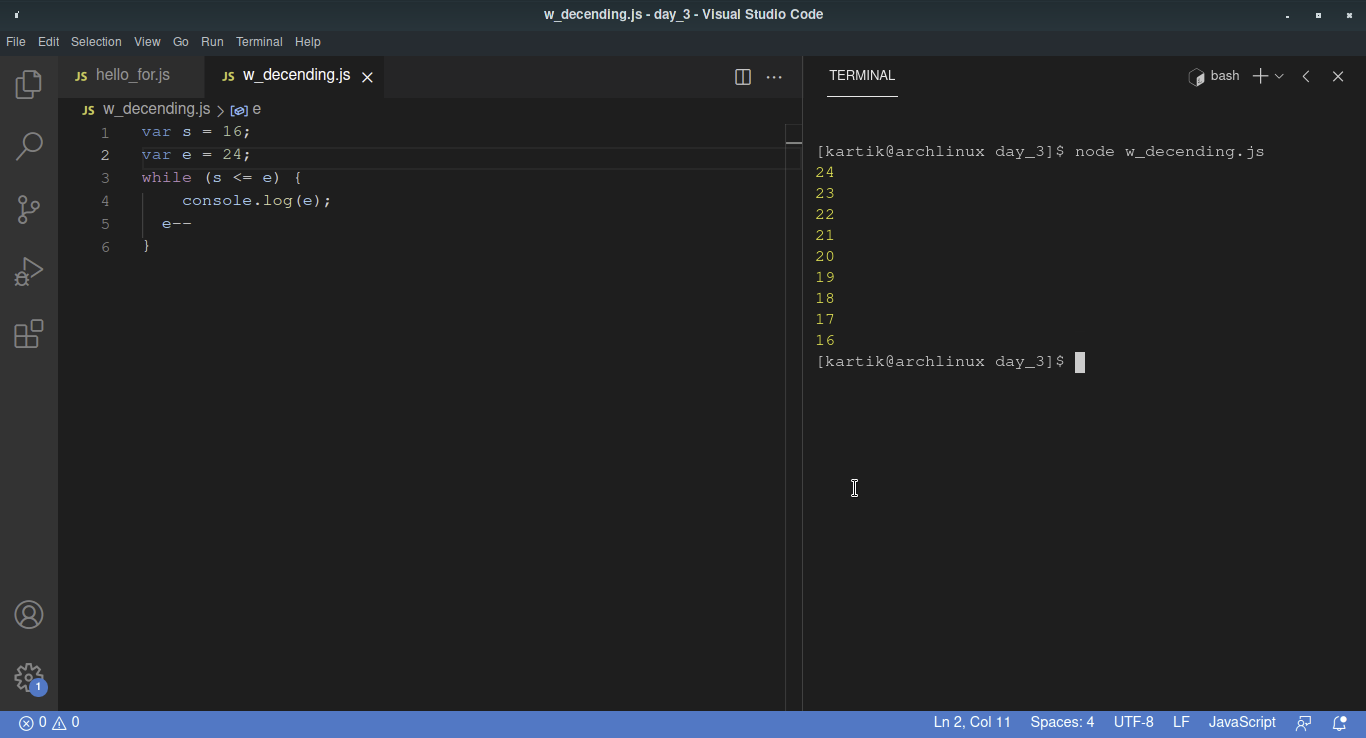 w_decending.js - day_3 - Visual Studio Code
File Edit Selection View Go Run Terminal Help
JS hello_for.js JS w_decending.js
JS w_decending.js > e
1 var s = 16;
2 var e = 24;
3 while (s <= e) {
4 console.log(e);
5 e--
6 }
TERMINAL
bash
[kartik@archlinux day_3]$ node w_decending.js
24
23
22
21
20
19
18
17
16
[kartik@archlinux day_3]$
1
0 0 Ln 2, Col 11 Spaces: 4 UTF-8 LF JavaScript